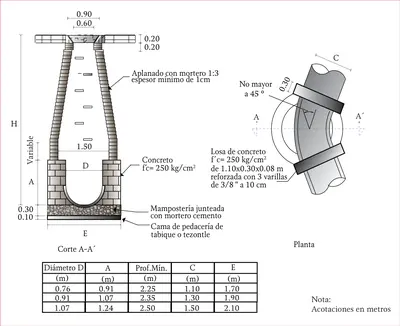 0.90
0.60
0.20
0.20
Aplanado con mortero 1:3
espesor minimo de 1cm
H
Variable
1.50
D
A
Concreto
f'c= 250 kg/cm²
0.30
0.10
Mampostería junteada
con mortero cemento
Cama de pedacería de
tabique o tezontle
E
Corte A-A´
C
0.30
No mayor
a 45 °
A
A´
Losa de concreto
f´c= 250 kg/cm²
de 1.10x0.30x0.08 m
reforzada con 3 varillas
de 3/8 " a 10 cm
Planta
Diámetro D A Prof.Mín. C E
(m) (m) (m) (m) (m)
0.76 0.91 2.25 1.10 1.70
0.91 1.07 2.35 1.30 1.90
1.07 1.24 2.50 1.50 2.10
Nota:
Acotaciones en metros